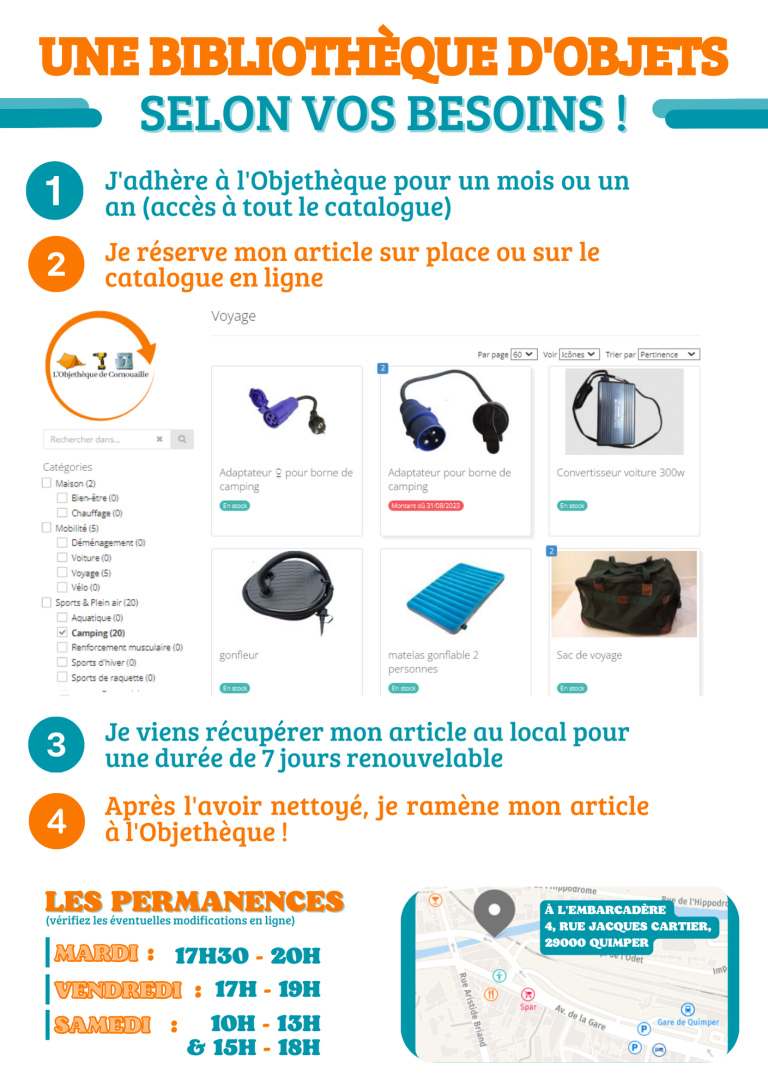 UNE BIBLIOTHÈQUE D'OBJETS
SELON VOS BESOINS !
1
J'adhère à l'Objethèque pour un mois ou un
an (accès à tout le catalogue)
2
Je réserve mon article sur place ou sur le
catalogue en ligne
L'Objethèque de Cornouaille
Rechercher dans...
Catégories
Maison (2)
Bien-être (0)
Chauffage (0)
Mobilité (5)
Déménagement (0)
Voiture (0)
Voyage (5)
Vélo (0)
Sports & Plein air (20)
Aquatique (0)
Camping (20)
Renforcement musculaire (0)
Sports d'hiver (0)
Sports de raquette (0)
Voyage
Par page 60 Voir Icônes Trier par Pertinence
Adaptateur ♀ pour borne de
camping
En stock
2
Adaptateur pour borne de
camping
Montant dû 31/08/2023
Convertisseur voiture 300w
En stock
gonfleur
En stock
matelas gonflable 2
personnes
En stock
2
Sac de voyage
En stock
3
Je viens récupérer mon article au local pour
une durée de 7 jours renouvelable
4
Après l'avoir nettoyé, je ramène mon article
à l'Objethèque !
LES PERMANENCES
(vérifiez les éventuelles modifications en ligne)
MARDI : 17H30 - 20H
VENDREDI : 17H - 19H
SAMEDI : 10H - 13H
& 15H - 18H
l'Hippodrome
Rue de l'Hippodro
À L'EMBARCADÈRE
4, RUE JACQUES CARTIER,
29000 QUIMPER
de l'Odet
Imp
Rue Aristide Briand
Spar
Av. de la Gare
Gare de Quimper
P
P